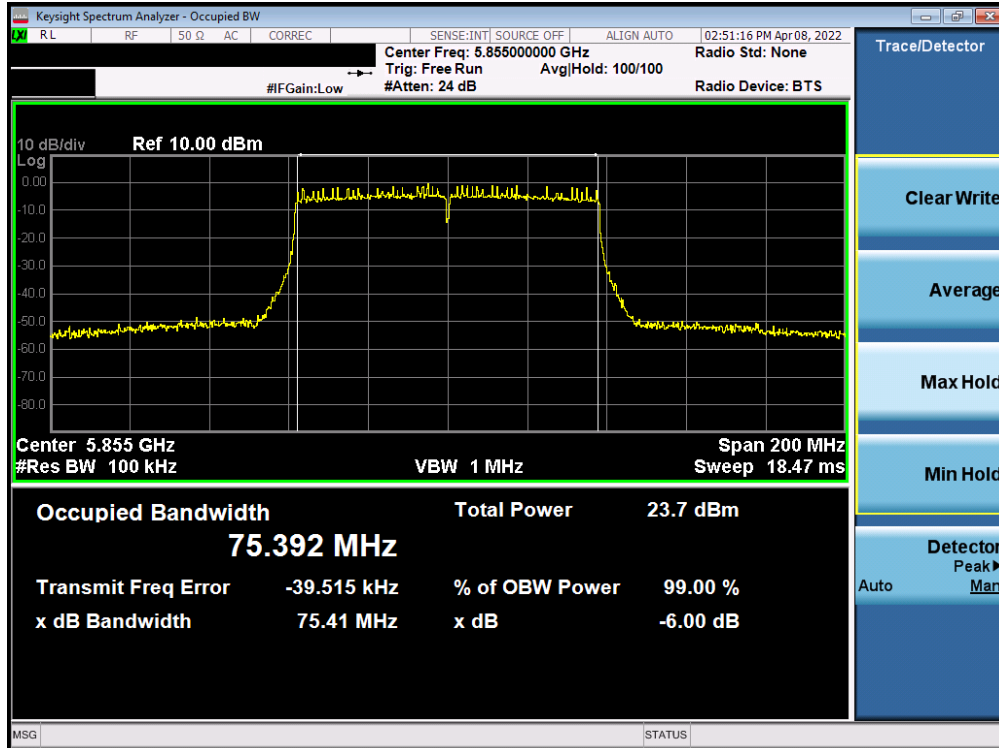 Keysight Spectrum Analyzer - Occupied BW
LXI RL RF 50 Ω AC CORREC SENSE:INT SOURCE OFF ALIGN AUTO 02:51:16 PM Apr 08, 2022
Center Freq: 5.855000000 GHz Radio Std: None
Trig: Free Run Avg|Hold: 100/100
#IFGain:Low #Atten: 24 dB Radio Device: BTS
10 dB/div Ref 10.00 dBm
Log
0.00
-10.0
-20.0
-30.0
-40.0
-50.0
-60.0
-70.0
-80.0
Center 5.855 GHz Span 200 MHz
#Res BW 100 kHz VBW 1 MHz Sweep 18.47 ms
Occupied Bandwidth Total Power 23.7 dBm
75.392 MHz
Transmit Freq Error -39.515 kHz % of OBW Power 99.00 %
x dB Bandwidth 75.41 MHz x dB -6.00 dB
MSG STATUS
Trace/Detector
Clear Write
Average
Max Hold
Min Hold
Detector
Peak▶
Auto Man